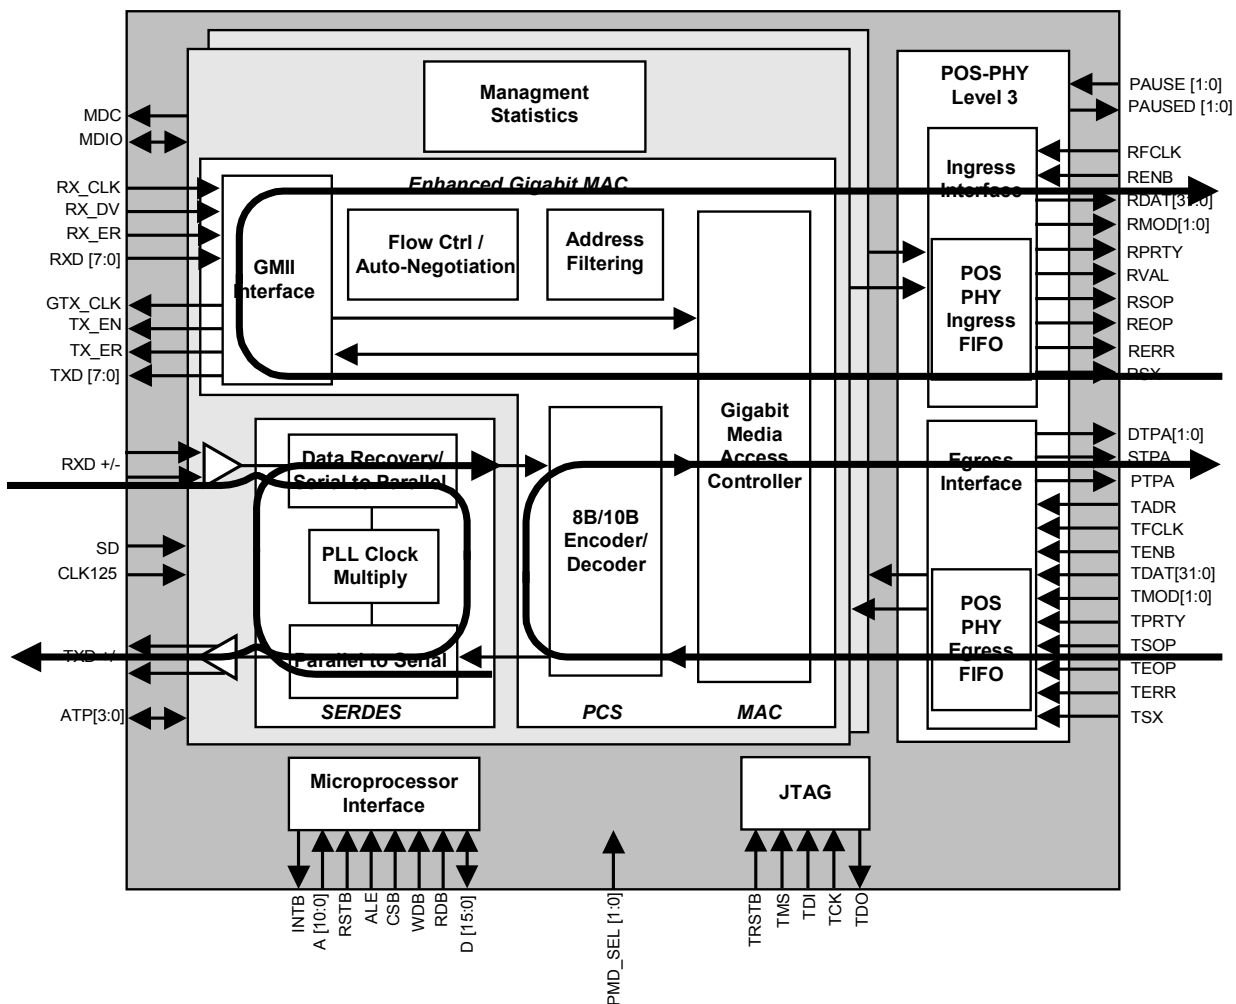 Managment
Statistics
POS-PHY
Level 3
PAUSE [1:0]
PAUSED [1:0]
MDC
MDIO
RX_CLK
RX_DV
RX_ER
RXD [7:0]
GTX_CLK
TX_EN
TX_ER
TXD [7:0]
RXD +/-
SD
CLK125
TXD +/-
ATP[3:0]
Enhanced Gigabit MAC
GMII
Interface
Flow Ctrl /
Auto-Negotiation
Address
Filtering
Gigabit
Media
Access
Controller
Data Recovery/
Serial to Parallel
PLL Clock
Multiply
Parallel to Serial
SERDES
8B/10B
Encoder/
Decoder
PCS
MAC
Ingress
Interface
POS
PHY
Ingress
FIFO
Egress
Interface
POS
PHY
Egress
FIFO
RFCLK
RENB
RDAT[31:0]
RMOD[1:0]
RPRTY
RVAL
RSOP
REOP
RERR
RSX
DTPA[1:0]
STPA
PTPA
TADR
TFCLK
TENB
TDAT[31:0]
TMOD[1:0]
TPRTY
TSOP
TEOP
TERR
TSX
Microprocessor
Interface
JTAG
INTB
A [10:0]
RSTB
ALE
CSB
WDB
RDB
D [15:0]
PMD_SEL [1:0]
TRSTB
TMS
TDI
TCK
TDO